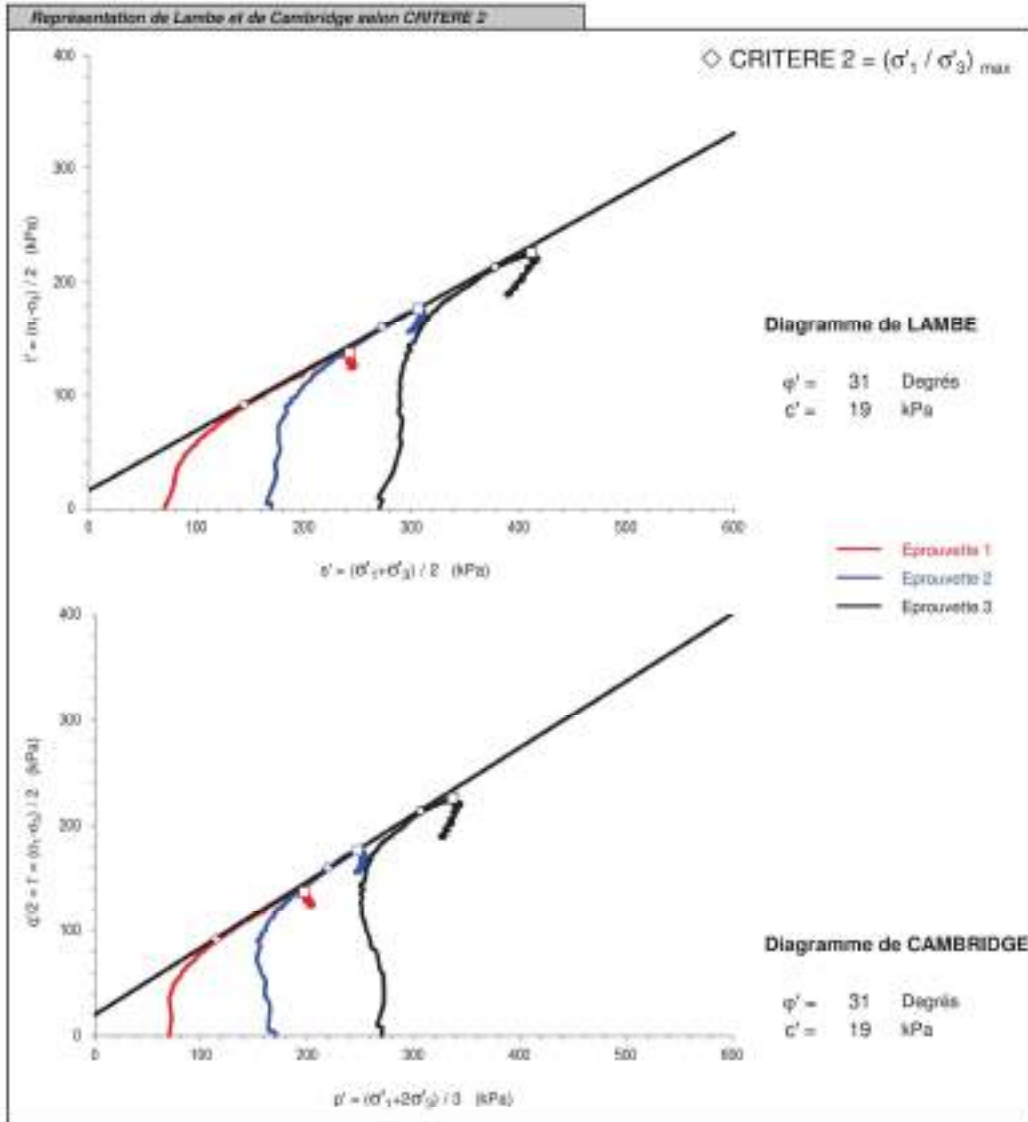 Représentation de Lambe et de Cambridge selon CRITERE 2
◇ CRITERE 2 = (σ'1 / σ'3) max
400
300
200
100
0
t' = (σ1-σ3) / 2 (kPa)
0 100 200 300 400 500 600
s' = (σ'1+σ'3) / 2 (kPa)
Diagramme de LAMBE
φ' = 31 Degrés
c' = 19 kPa
Eprouvette 1
Eprouvette 2
Eprouvette 3
400
300
200
100
0
q/2 = t' = (σ1-σ3) / 2 (kPa)
0 100 200 300 400 500 600
p' = (σ'1+2σ'3) / 3 (kPa)
Diagramme de CAMBRIDGE
φ' = 31 Degrés
c' = 19 kPa